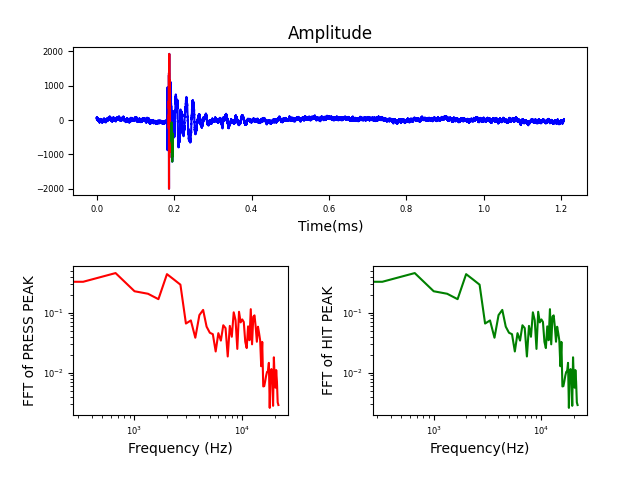 Amplitude
2000
1000
0
−1000
−2000
0.0 0.2 0.4 0.6 0.8 1.0 1.2
Time(ms)
FFT of PRESS PEAK
10⁻¹
10⁻²
10³ 10⁴
Frequency (Hz)
FFT of HIT PEAK
10⁻¹
10⁻²
10³ 10⁴
Frequency(Hz)